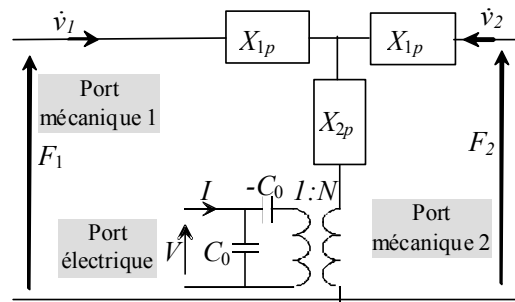 v̇₁
X₁ₚ
X₁ₚ
v̇₂
Port
mécanique 1
X₂ₚ
F₁
F₂
I
-C₀
1:N
Port
électrique
V
C₀
Port
mécanique 2